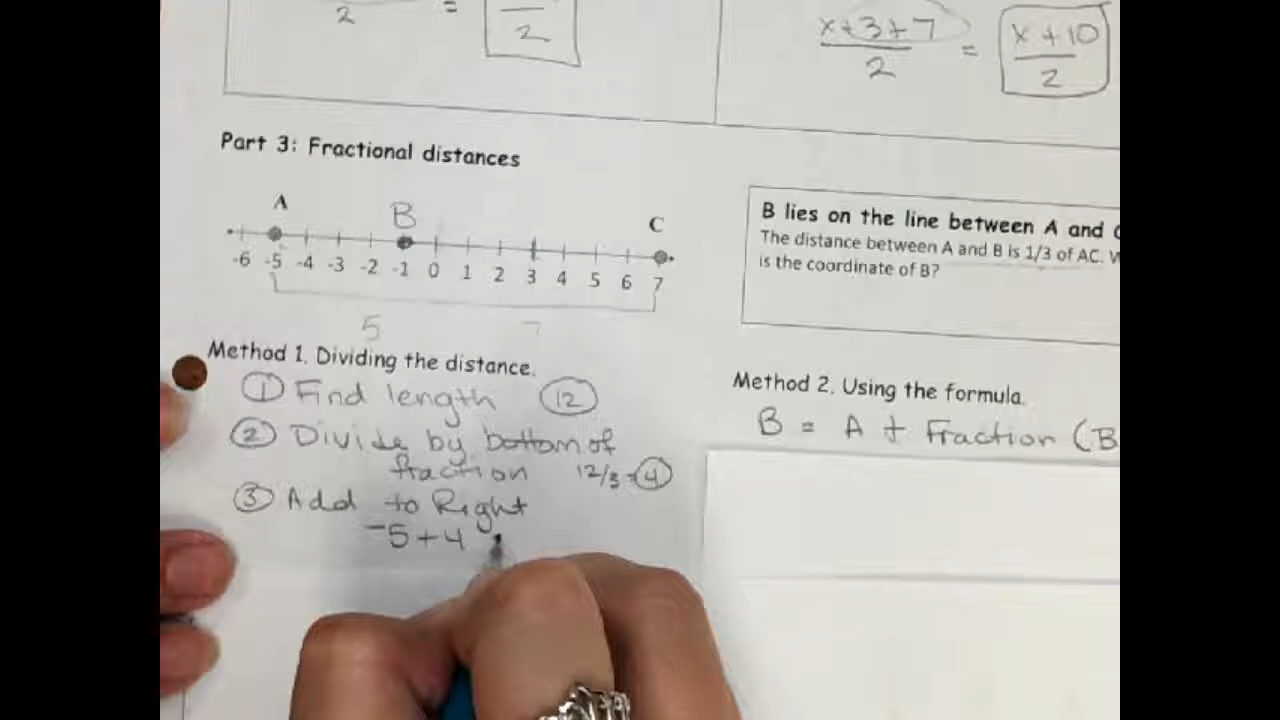 2 = 2
x+3+7 = x+10
2 2
Part 3: Fractional distances
A B C
-6 -5 -4 -3 -2 -1 0 1 2 3 4 5 6 7
5 7
B lies on the line between A and
The distance between A and B is 1/3 of AC.
is the coordinate of B?
Method 1. Dividing the distance.
① Find length 12
② Divide by bottom of
fraction 12/3 = 4
③ Add to Right
-5+4
Method 2. Using the formula.
B = A + Fraction (B